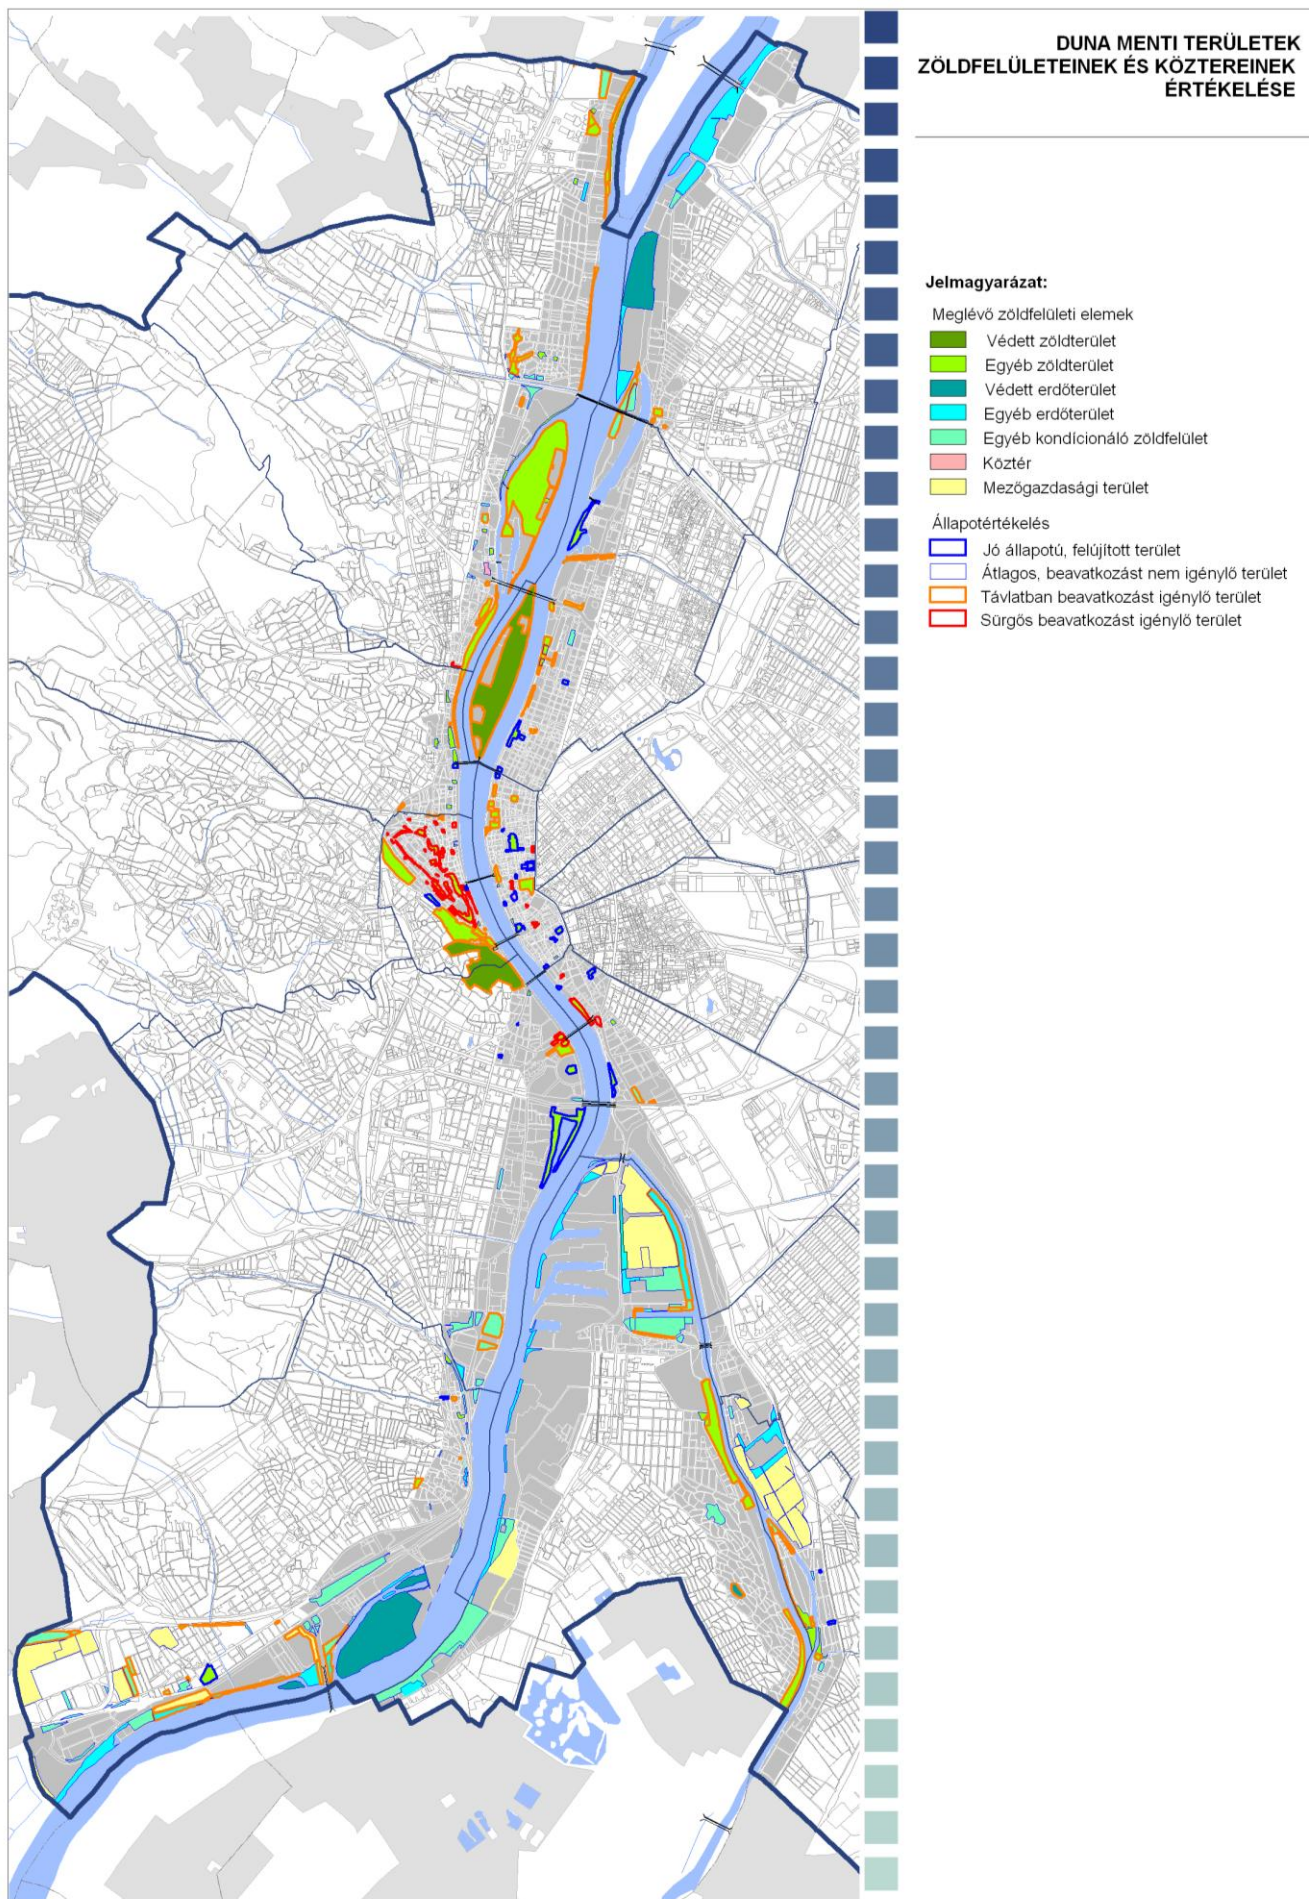 DUNA MENTI TERÜLETEK
ZÖLDFELÜLETEINEK ÉS KÖZTEREINEK
ÉRTÉKELÉSE
Jelmagyarázat:
Meglévő zöldfelületi elemek
Védett zöldterület
Egyéb zöldterület
Védett erdőterület
Egyéb erdőterület
Egyéb kondícionáló zöldfelület
Köztér
Mezőgazdasági terület
Állapotértékelés
Jó állapotú, felújított terület
Átlagos, beavatkozást nem igénylő terület
Távlatban beavatkozást igénylő terület
Sürgős beavatkozást igénylő terület